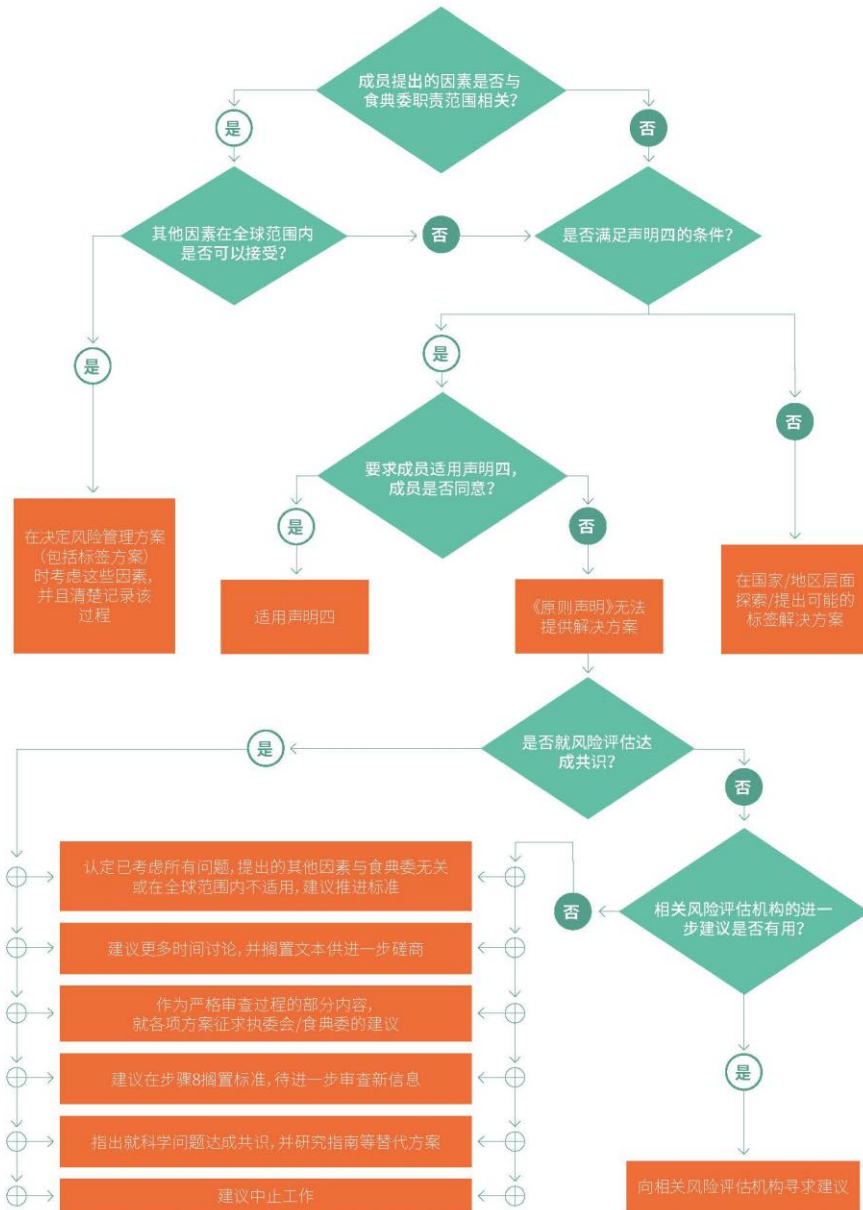 成员提出的因素是否与
食典委职责范围相关?
是
否
其他因素在全球范围内
是否可以接受?
否
是否满足声明四的条件?
是
是
否
要求成员适用声明四,
成员是否同意?
是
否
在决定风险管理方案
(包括标签方案)
时考虑这些因素,
并且清楚记录该
过程
适用声明四
《原则声明》无法
提供解决方案
在国家/地区层面
探索/提出可能的
标签解决方案
是否就风险评估达
成共识?
是
否
认定已考虑所有问题,提出的其他因素与食典委无关
或在全球范围内不适用,建议推进标准
否
相关风险评估机构的进一
步建议是否有用?
建议更多时间讨论,并搁置文本供进一步磋商
作为严格审查过程的部分内容,
就各项方案征求执委会/食典委的建议
建议在步骤8搁置标准,待进一步审查新信息
是
指出就科学问题达成共识,并研究指南等替代方案
建议中止工作
向相关风险评估机构寻求建议